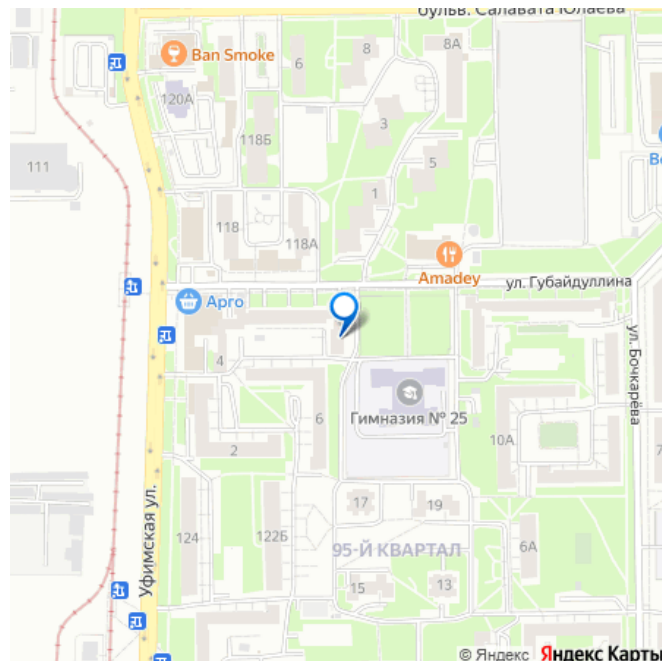 бульв. Салавата Юлаева
Ban Smoke
6
8
8А
120А
111
118Б
3
5
1
118
118А
Amadey
ул. Губайдуллина
Арго
4
ул. Бочкарёва
Гимназия № 25
6
2
10А
Уфимская ул.
17
19
124
122Б
95-Й КВАРТАЛ
6А
15
13
© Яндекс Яндекс Карты